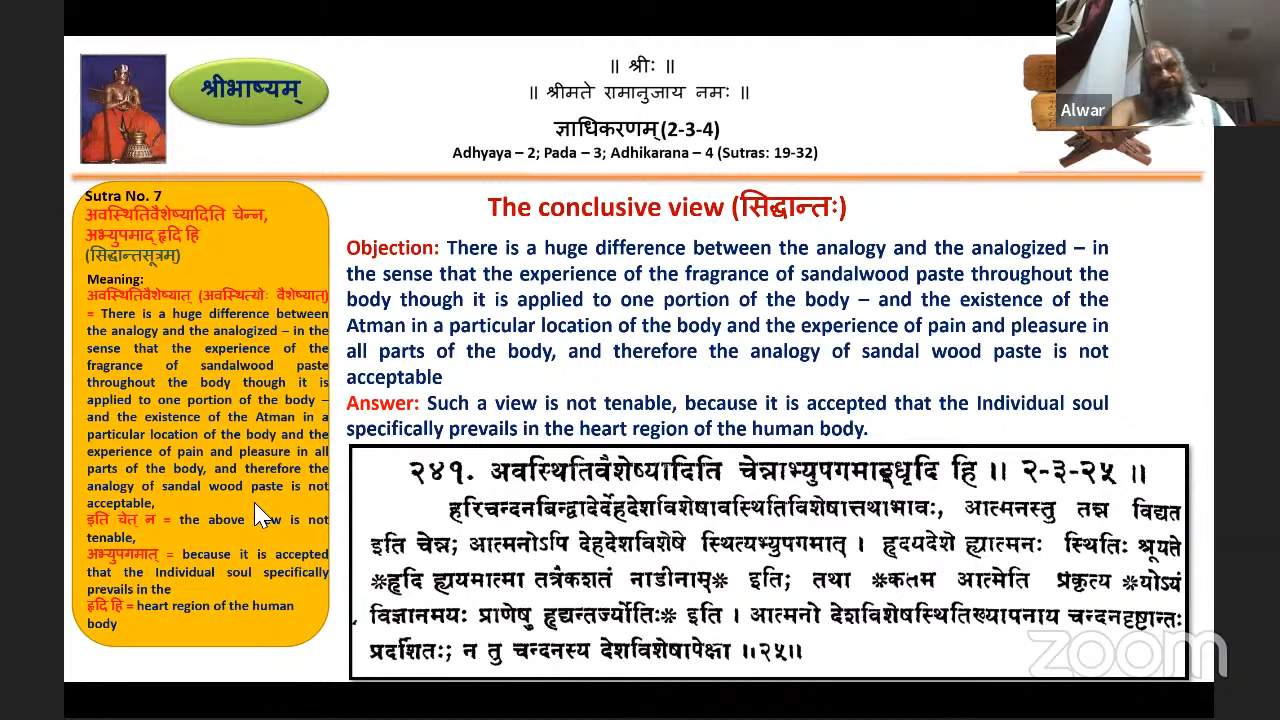 श्रीभाष्यम्
॥ श्रीः ॥
॥ श्रीमते रामानुजाय नमः ॥
ज्ञाधिकरणम्(2-3-4)
Adhyaya – 2; Pada – 3; Adhikarana – 4 (Sutras: 19-32)
Alwar
Sutra No. 7
अवस्थितिवैशेष्यादिति चेन्न,
अभ्युपमाद् हृदि हि
(सिद्धान्तसूत्रम्)
Meaning:
अवस्थितिवैशेष्यात् (अवस्थित्योः वैशेष्यात्)
= There is a huge difference between
the analogy and the analogized – in the
sense that the experience of the
fragrance of sandalwood paste
throughout the body though it is
applied to one portion of the body –
and the existence of the Atman in a
particular location of the body and the
experience of pain and pleasure in all
parts of the body, and therefore the
analogy of sandal wood paste is not
acceptable,
इति चेत् न = the above view is not
tenable,
अभ्युपगमात् = because it is accepted
that the Individual soul specifically
prevails in the
हृदि हि = heart region of the human
body
The conclusive view (सिद्धान्तः)
Objection: There is a huge difference between the analogy and the analogized – in
the sense that the experience of the fragrance of sandalwood paste throughout the
body though it is applied to one portion of the body – and the existence of the
Atman in a particular location of the body and the experience of pain and pleasure in
all parts of the body, and therefore the analogy of sandal wood paste is not
acceptable
Answer: Such a view is not tenable, because it is accepted that the Individual soul
specifically prevails in the heart region of the human body.
२४१. अवस्थितिवैशेष्यादिति चेन्नाभ्युपगमाद्धृदि हि ॥ २-३-२५ ॥
हरिचन्दनबिन्द्वादेर्देहदेशविशेषावस्थितिविशेषात्तथाभावः, आत्मनस्तु तन्न विद्यत
इति चेन्न; आत्मनोऽपि देहदेशविशेषे स्थित्यभ्युपगमात् । हृदयदेशे ह्यात्मनः स्थितिः श्रूयते
※हृदि ह्ययमात्मा तत्रैकशतं नाडीनाम्※ इति; तथा ※कतम आत्मेति प्रकृत्य ※योऽयं
विज्ञानमयः प्राणेषु हृद्यन्तर्ज्योतिः※ इति । आत्मनो देशविशेषस्थितिख्यापनाय चन्दनदृष्टान्तः
प्रदर्शितः; न तु चन्दनस्य देशविशेषापेक्षा ॥२५॥
zoom